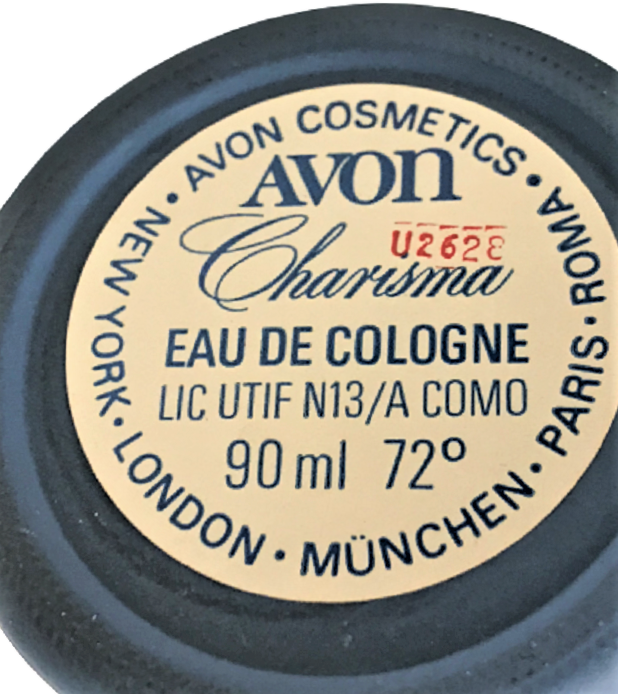 AVON COSMETICS • ROMA • PARIS • MÜNCHEN • LONDON • NEW YORK •
AVON
U2628
Charisma
EAU DE COLOGNE
LIC UTIF N13/A COMO
90 ml 72º